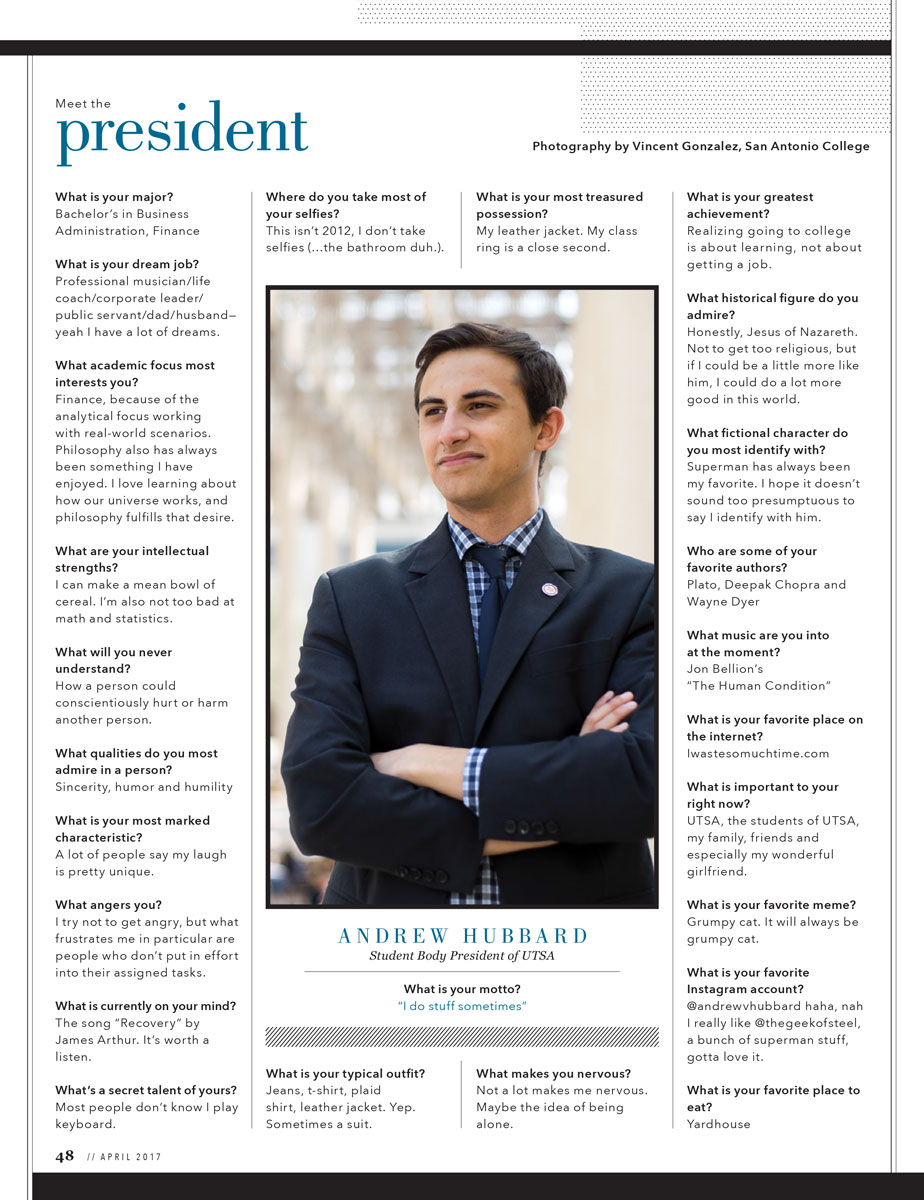 Meet the
president
Photography by Vincent Gonzalez, San Antonio College
What is your major?
Bachelor’s in Business
Administration, Finance
What is your dream job?
Professional musician/life
coach/corporate leader/
public servant/dad/husband—
yeah I have a lot of dreams.
What academic focus most
interests you?
Finance, because of the
analytical focus working
with real-world scenarios.
Philosophy also has always
been something I have
enjoyed. I love learning about
how our universe works, and
philosophy fulfills that desire.
What are your intellectual
strengths?
I can make a mean bowl of
cereal. I’m also not too bad at
math and statistics.
What will you never
understand?
How a person could
conscientiously hurt or harm
another person.
What qualities do you most
admire in a person?
Sincerity, humor and humility
What is your most marked
characteristic?
A lot of people say my laugh
is pretty unique.
What angers you?
I try not to get angry, but what
frustrates me in particular are
people who don’t put in effort
into their assigned tasks.
What is currently on your mind?
The song “Recovery” by
James Arthur. It’s worth a
listen.
What’s a secret talent of yours?
Most people don’t know I play
keyboard.
Where do you take most of
your selfies?
This isn’t 2012, I don’t take
selfies (...the bathroom duh.).
What is your most treasured
possession?
My leather jacket. My class
ring is a close second.
ANDREW HUBBARD
Student Body President of UTSA
What is your motto?
“I do stuff sometimes”
What is your typical outfit?
Jeans, t-shirt, plaid
shirt, leather jacket. Yep.
Sometimes a suit.
What makes you nervous?
Not a lot makes me nervous.
Maybe the idea of being
alone.
What is your greatest
achievement?
Realizing going to college
is about learning, not about
getting a job.
What historical figure do you
admire?
Honestly, Jesus of Nazareth.
Not to get too religious, but
if I could be a little more like
him, I could do a lot more
good in this world.
What fictional character do
you most identify with?
Superman has always been
my favorite. I hope it doesn’t
sound too presumptuous to
say I identify with him.
Who are some of your
favorite authors?
Plato, Deepak Chopra and
Wayne Dyer
What music are you into
at the moment?
Jon Bellion’s
“The Human Condition”
What is your favorite place on
the internet?
Iwastesomuchtime.com
What is important to your
right now?
UTSA, the students of UTSA,
my family, friends and
especially my wonderful
girlfriend.
What is your favorite meme?
Grumpy cat. It will always be
grumpy cat.
What is your favorite
Instagram account?
@andrewvhubbard haha, nah
I really like @thegeekofsteel,
a bunch of superman stuff,
gotta love it.
What is your favorite place to
eat?
Yardhouse
48 // APRIL 2017